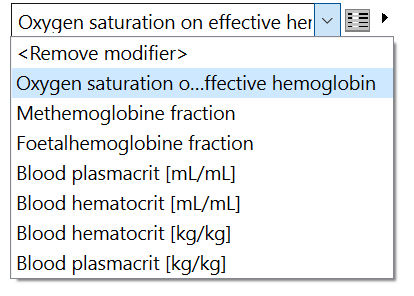 Oxygen saturation on effective her
<Remove modifier>
Oxygen saturation o...ffective hemoglobin
Methemoglobine fraction
Foetalhemoglobine fraction
Blood plasmacrit [mL/mL]
Blood hematocrit [mL/mL]
Blood hematocrit [kg/kg]
Blood plasmacrit [kg/kg]